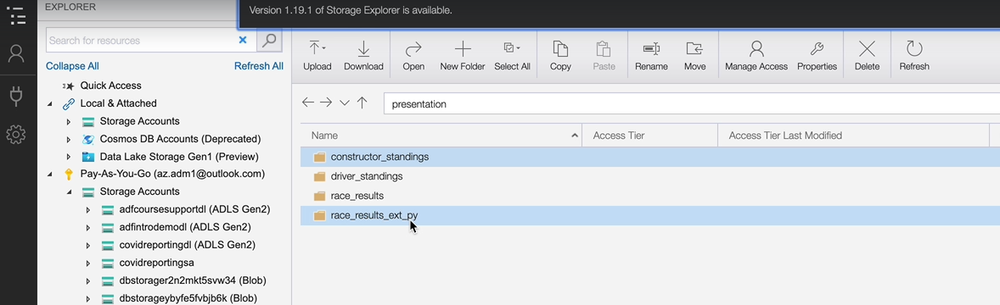 EXPLORER
Version 1.19.1 of Storage Explorer is available.
Search for resources
Collapse All
Refresh All
Upload
Download
Open
New Folder
Select All
Copy
Paste
Rename
Move
Manage Access
Properties
Delete
Refresh
Quick Access
Local & Attached
Storage Accounts
Cosmos DB Accounts (Deprecated)
Data Lake Storage Gen1 (Preview)
Pay-As-You-Go (az.adm1@outlook.com)
Storage Accounts
adfcoursesupportdl (ADLS Gen2)
adfintrodemodl (ADLS Gen2)
covidreportingdl (ADLS Gen2)
covidreportingsa
dbstorager2n2mkt5svw34 (Blob)
dbstorageybyfe5fvbjb6k (Blob)
presentation
Name
Access Tier
Access Tier Last Modified
constructor_standings
driver_standings
race_results
race_results_ext_py